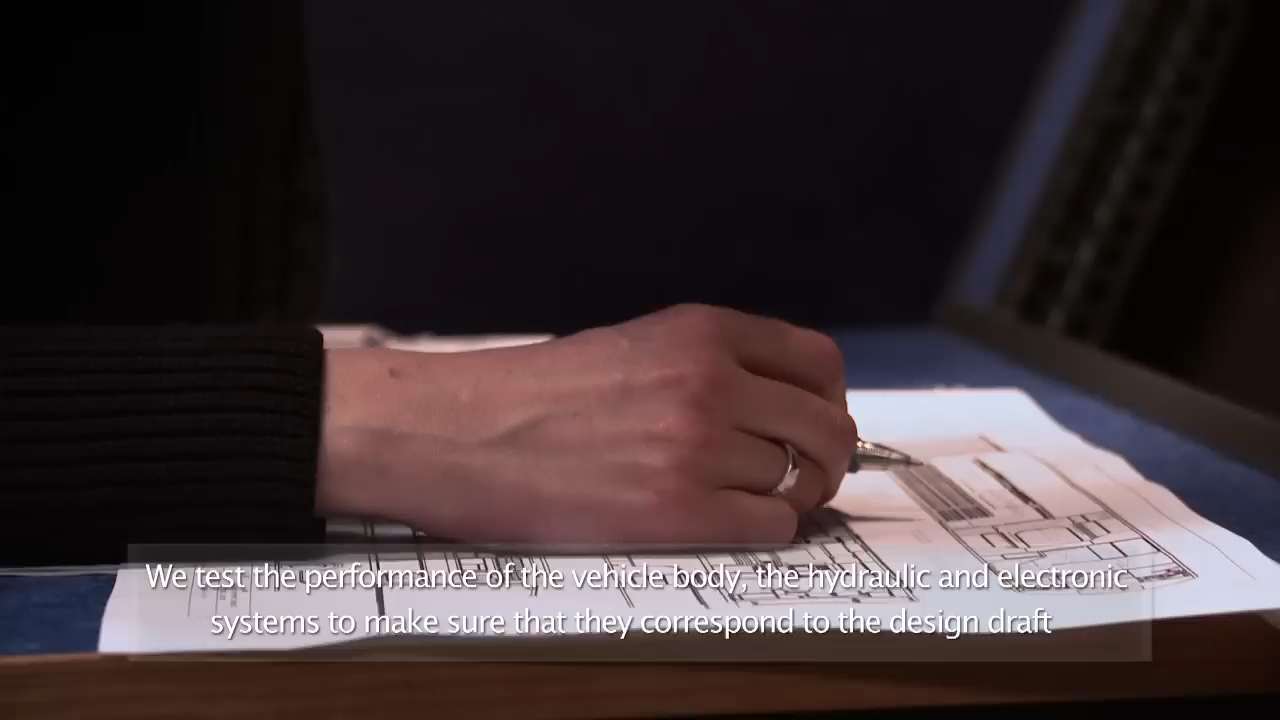 We test the performance of the vehicle body, the hydraulic and electronic
systems to make sure that they correspond to the design draft